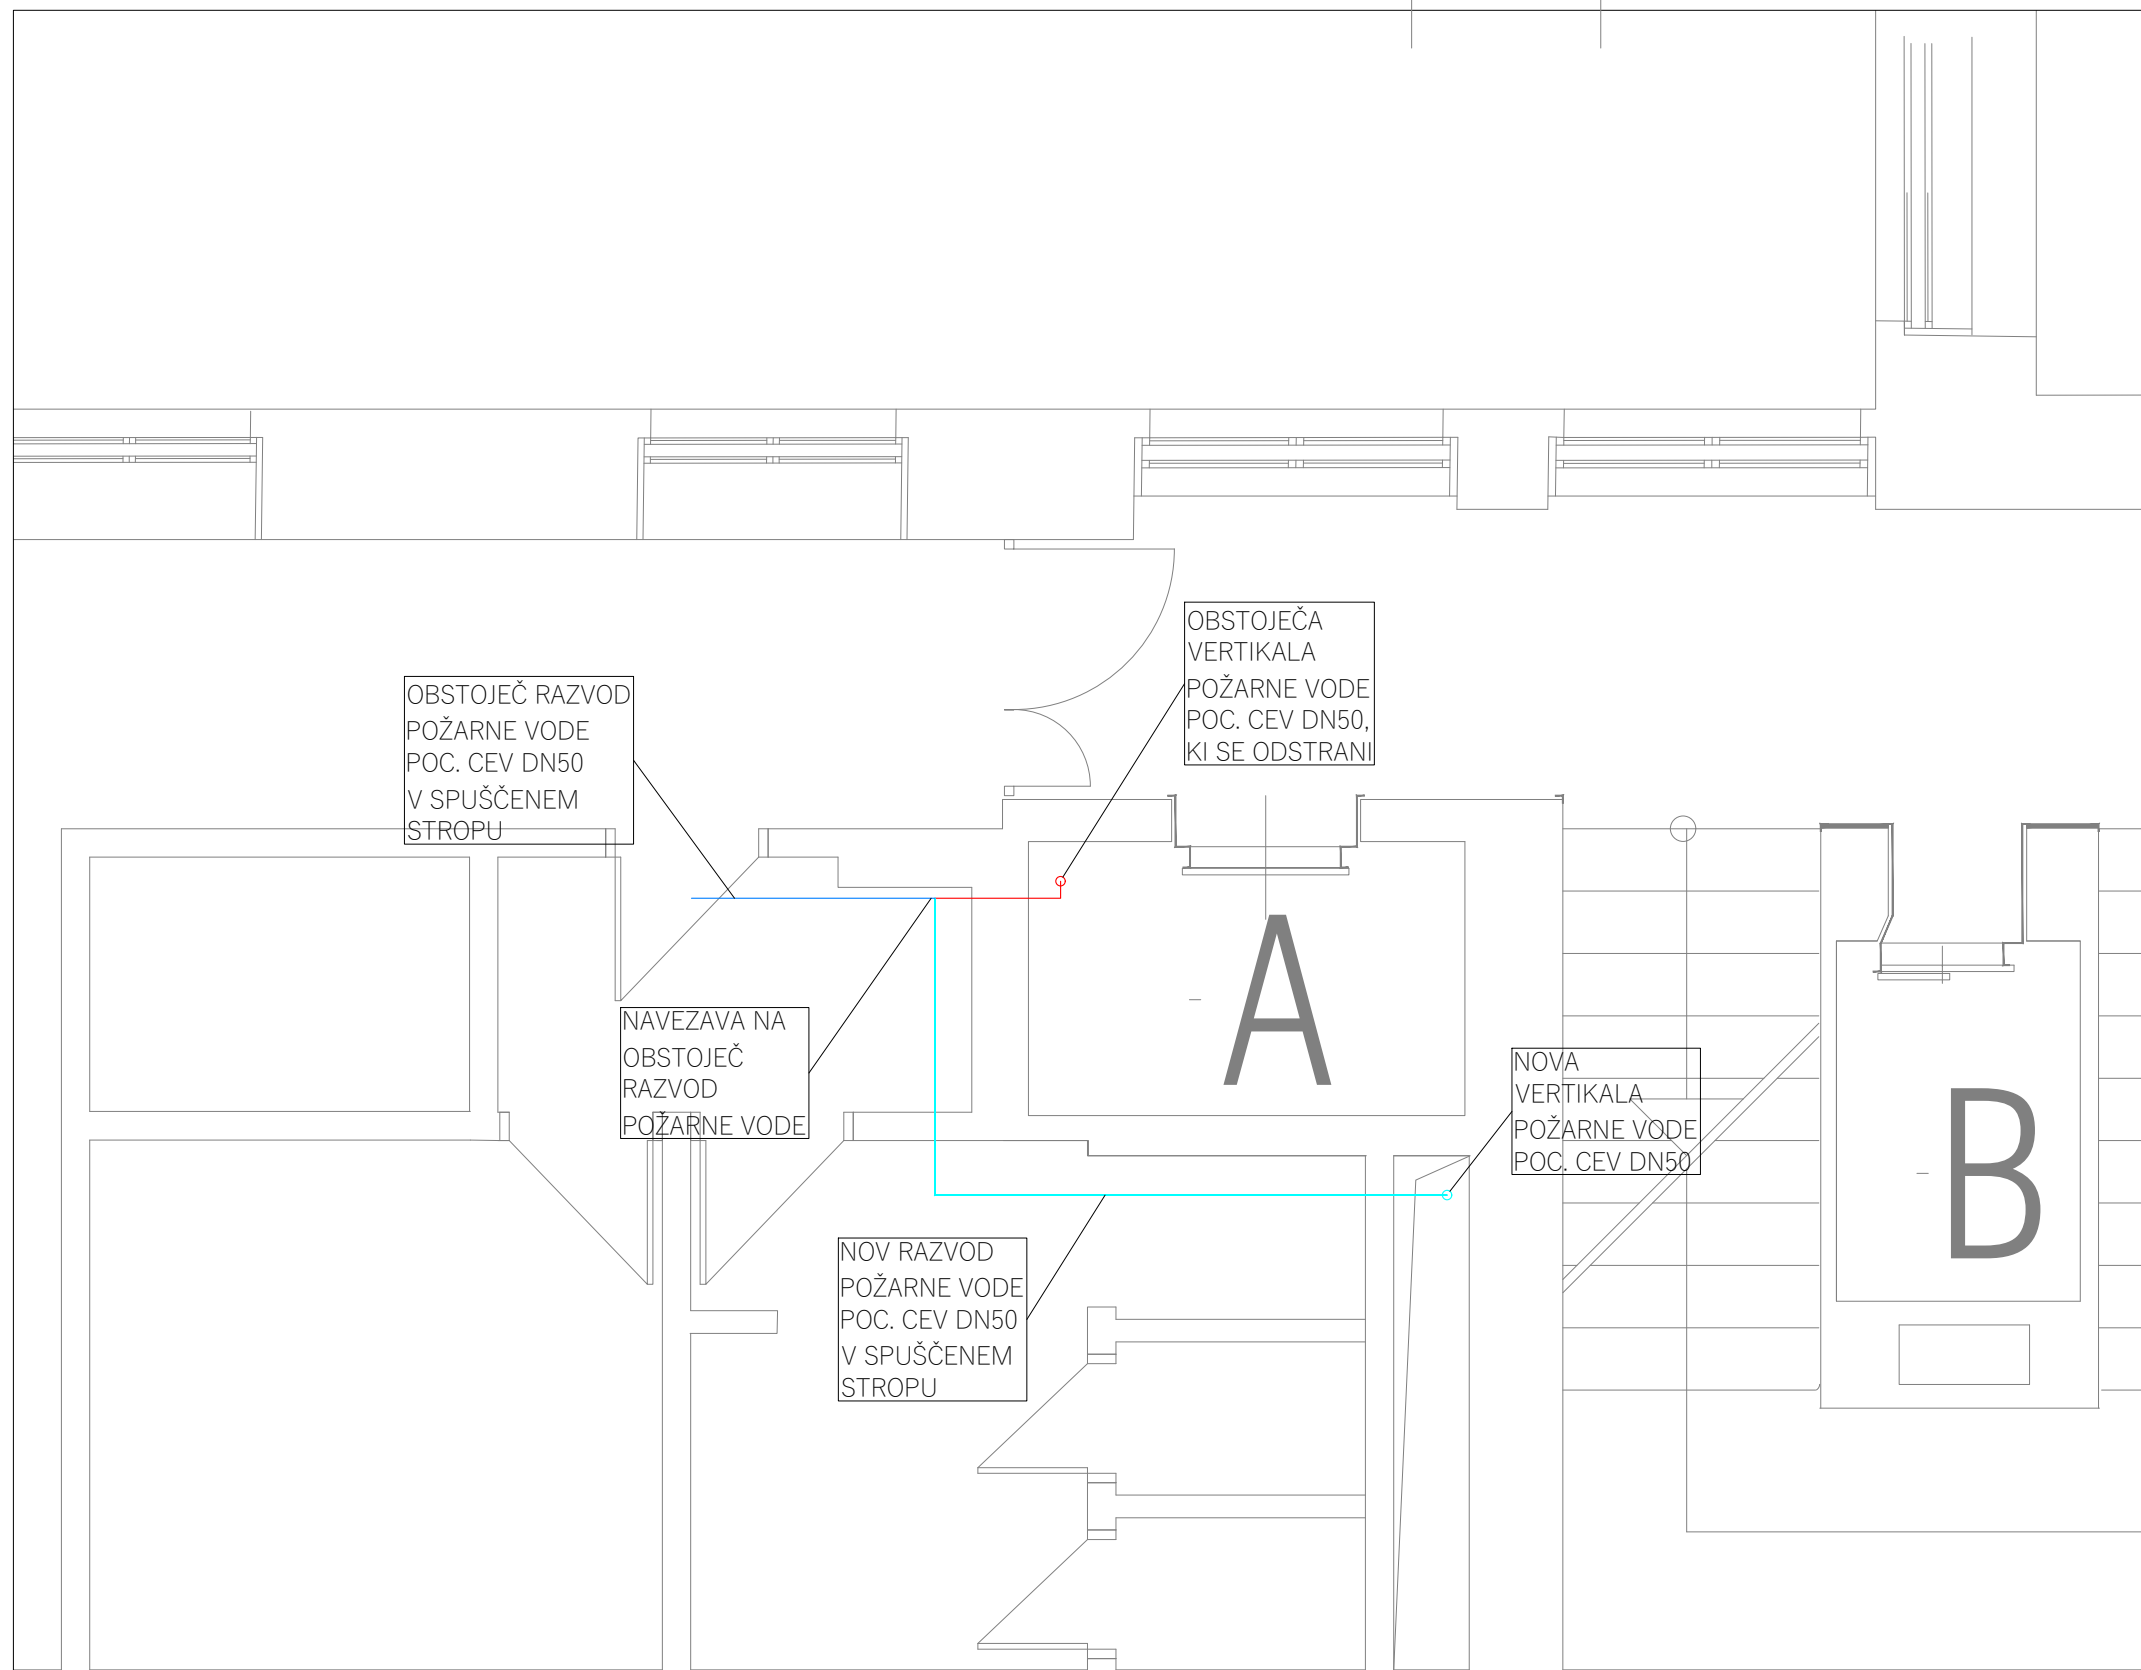 OBSTOJEČA
VERTIKALA
POŽARNE VODE
POC. CEV DN50,
KI SE ODSTRANI
OBSTOJEČ RAZVOD
POŽARNE VODE
POC. CEV DN50
V SPUŠČENEM
STROPU
A
NAVEZAVA NA
OBSTOJEČ
RAZVOD
POŽARNE VODE
NOVA
VERTIKALA
POŽARNE VODE
POC. CEV DN50
B
NOV RAZVOD
POŽARNE VODE
POC. CEV DN50
V SPUŠČENEM
STROPU